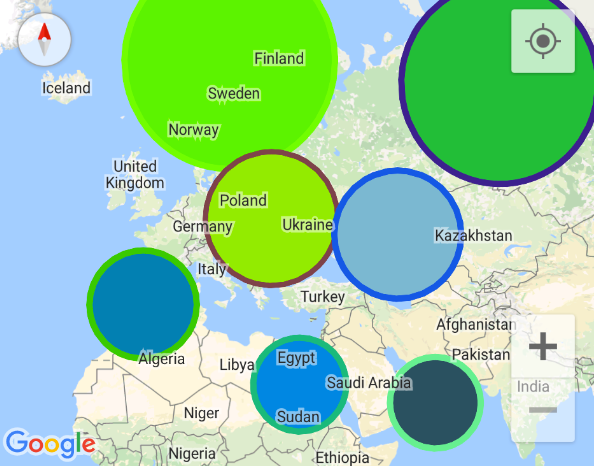 Finland
Iceland
Sweden
Norway
United
Kingdom
Poland
Germany
Ukraine
Kazakhstan
Italy
Turkey
Afghanistan
Algeria
Libya
Egypt
Pakistan
Saudi Arabia
India
Niger
Sudan
Nigeria
Ethiopia
Google